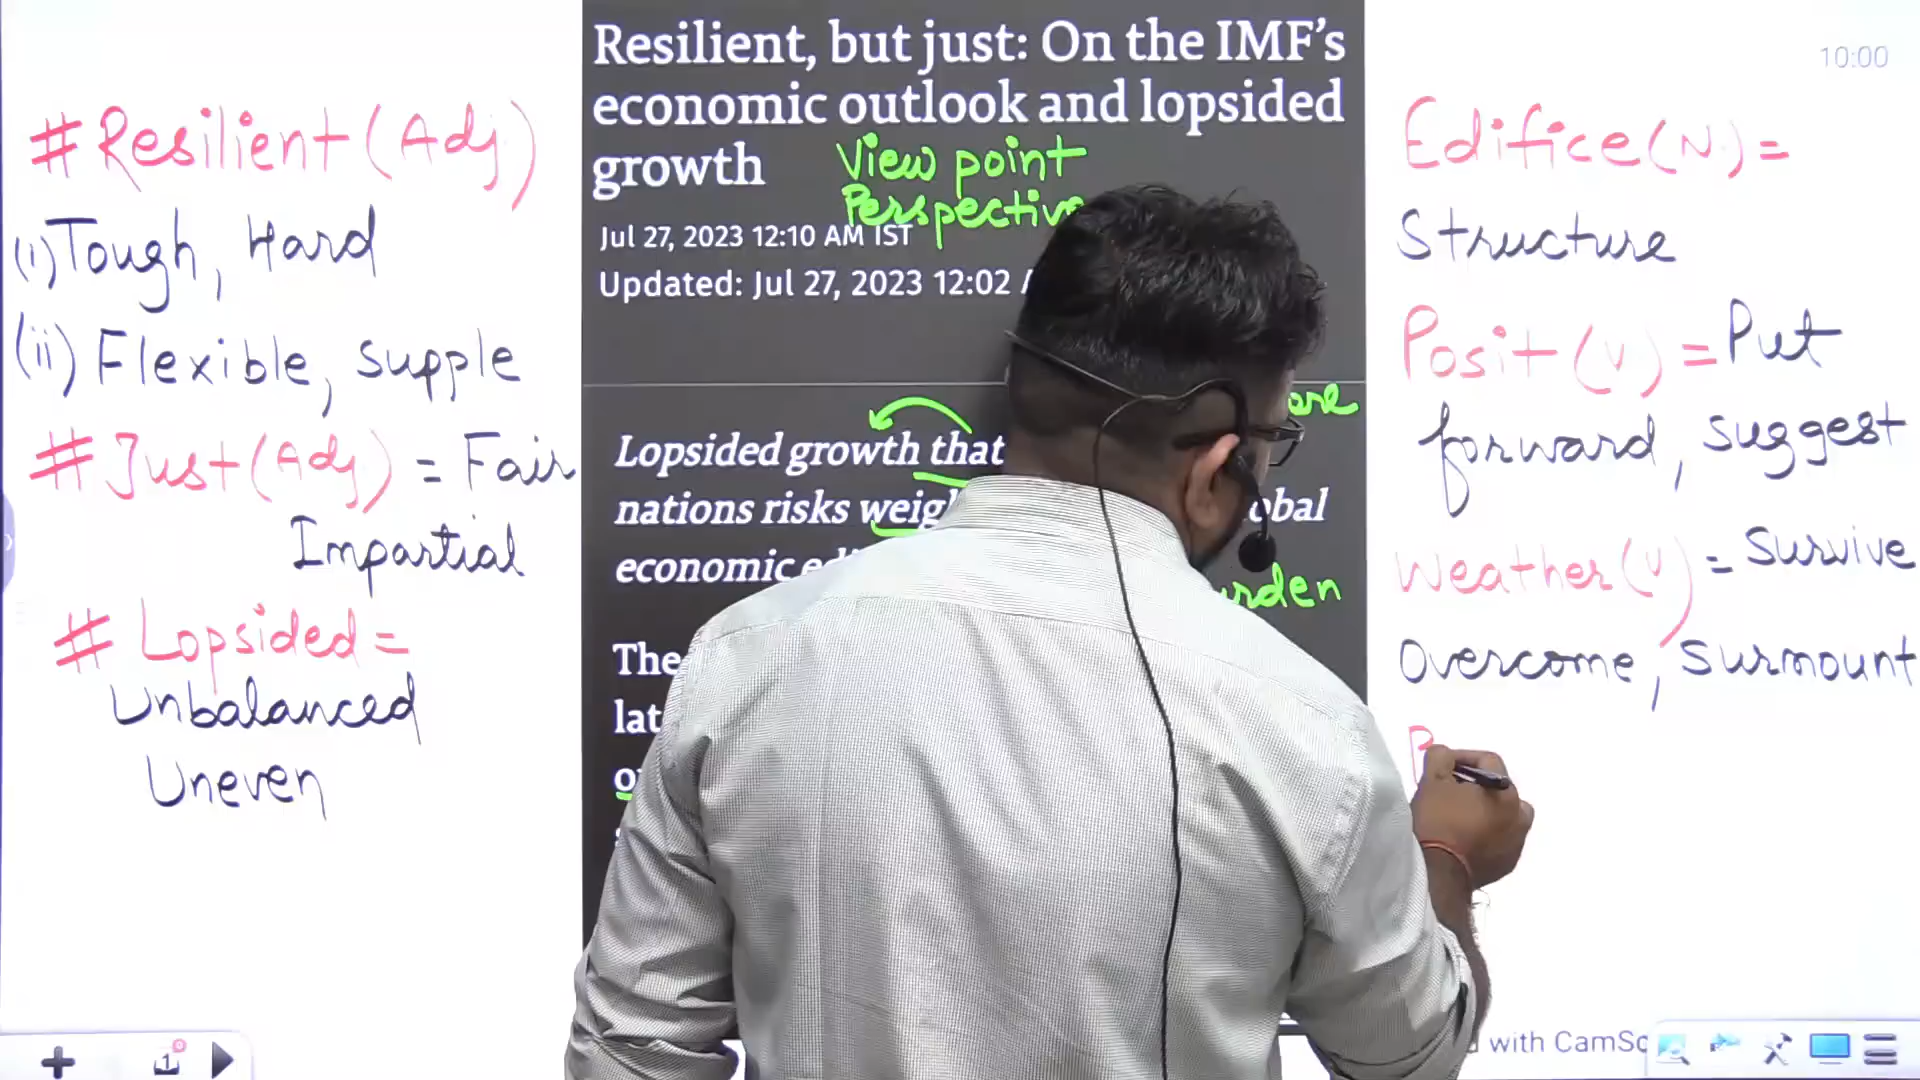 Resilient, but just: On the IMF's
economic outlook and lopsided
growth
View point
Perspective
Jul 27, 2023 12:10 AM IST
Updated: Jul 27, 2023 12:02
Lopsided growth that
nations risks
economic
The
10:00
# Resilient (Adj)
(i) Tough, Hard
(ii) Flexible, supple
# Just (Adj) = Fair
Impartial
# Lopsided =
Unbalanced
Uneven
Edifice (N.) =
Structure
Posit (V) = Put
forward, suggest
Weather (V) = Survive
Overcome, Surmount
with